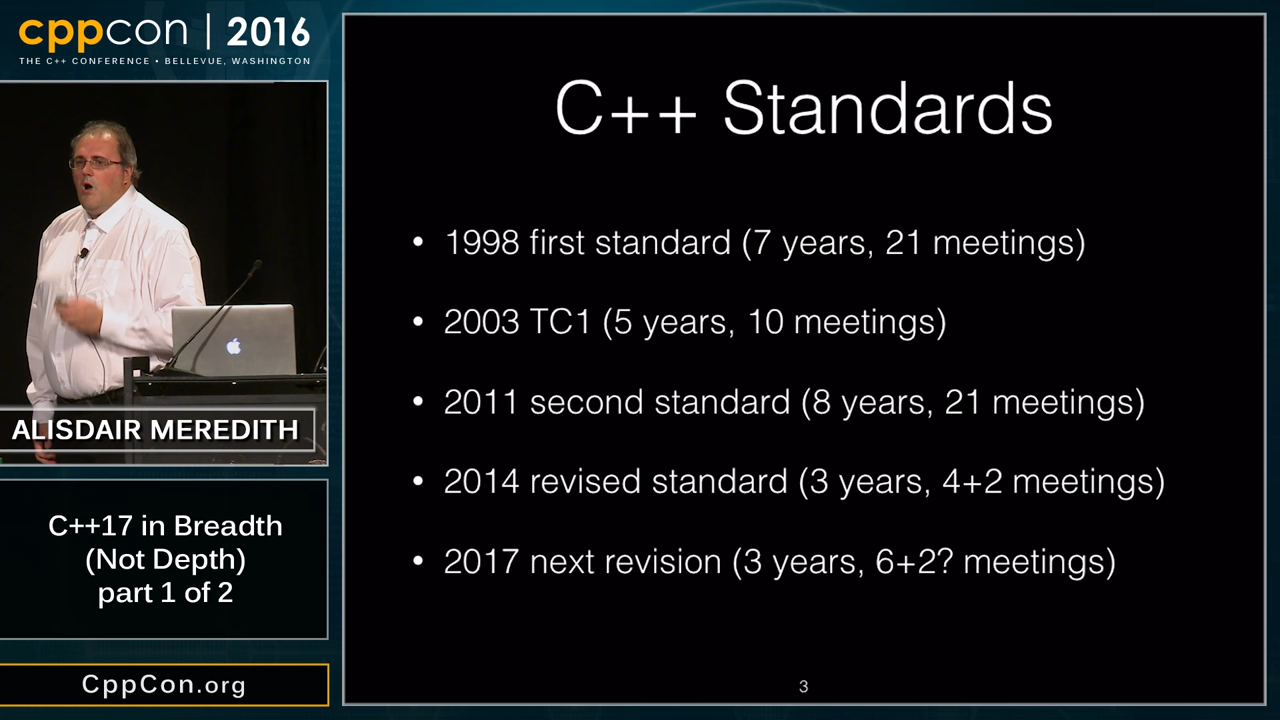 cppcon | 2016
THE C++ CONFERENCE • BELLEVUE, WASHINGTON
ALISDAIR MEREDITH
C++17 in Breadth
(Not Depth)
part 1 of 2
CppCon.org
C++ Standards
• 1998 first standard (7 years, 21 meetings)
• 2003 TC1 (5 years, 10 meetings)
• 2011 second standard (8 years, 21 meetings)
• 2014 revised standard (3 years, 4+2 meetings)
• 2017 next revision (3 years, 6+2? meetings)
3